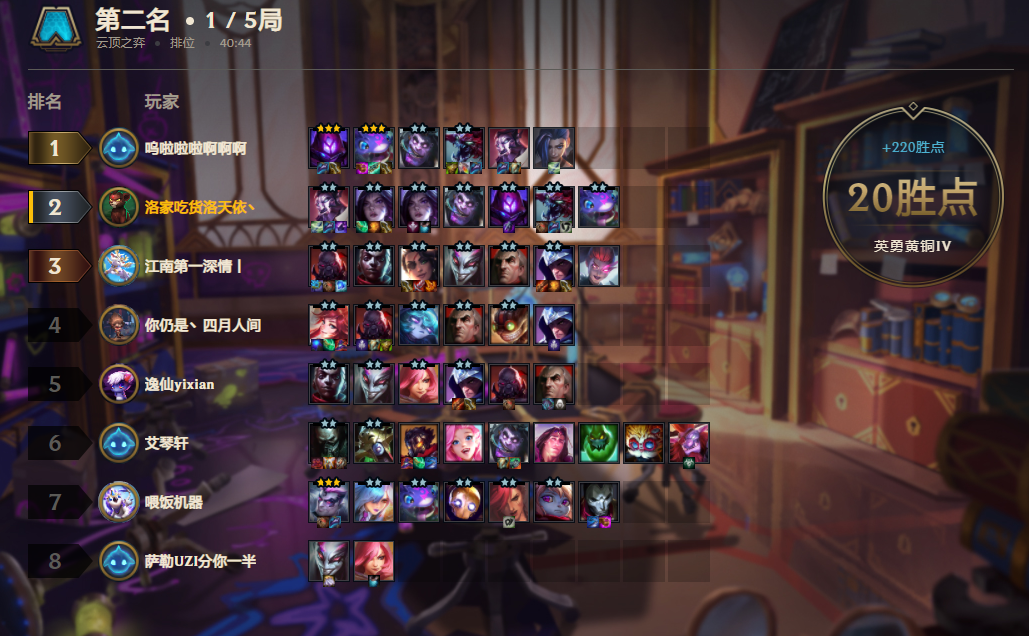 第二名 • 1 / 5局
云顶之弈 • 排位 • 40:44
排名 玩家
1 呜啦啦啦啊啊啊
2 洛家吃货洛天依丶
3 江南第一深情丨
4 你仍是丶四月人间
5 逸仙yixian
6 艾琴轩
7 喂饭机器
8 萨勒UZI分你一半
+220胜点
20胜点
英勇黄铜IV